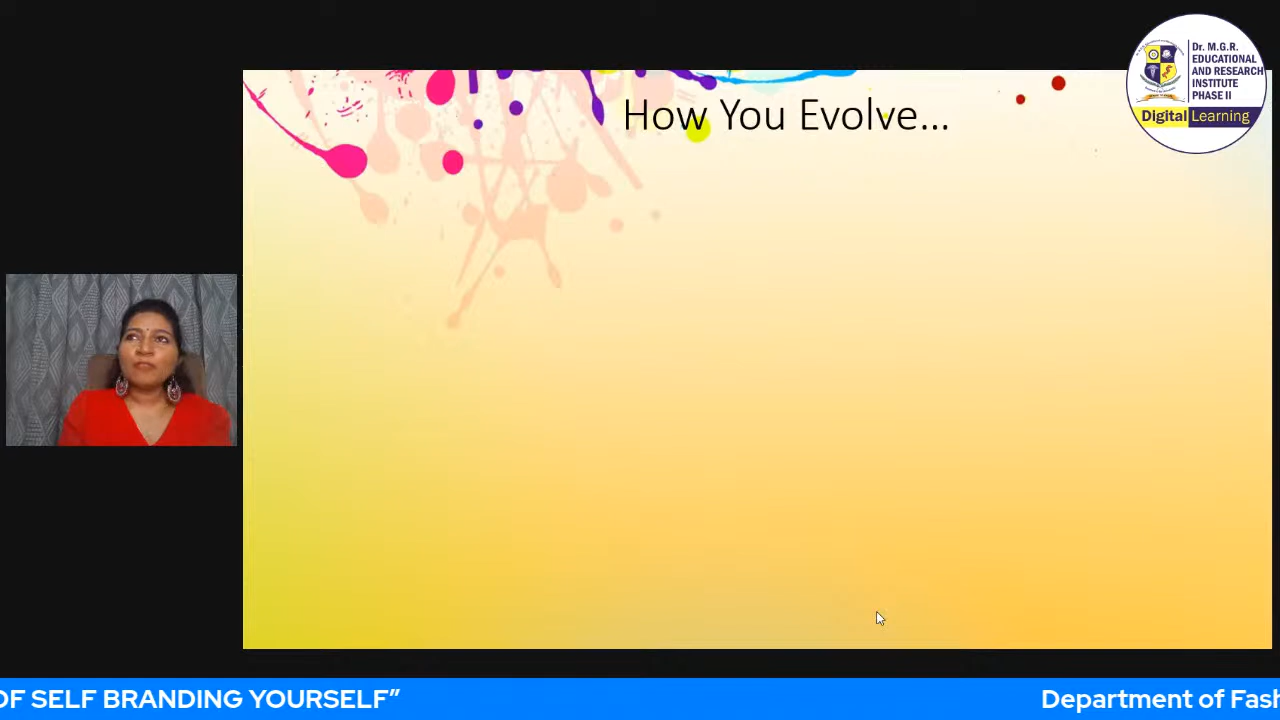 How You Evolve...
Dr. M.G.R.
EDUCATIONAL
AND RESEARCH
INSTITUTE
PHASE II
Digital Learning
OF SELF BRANDING YOURSELF”
Department of Fash